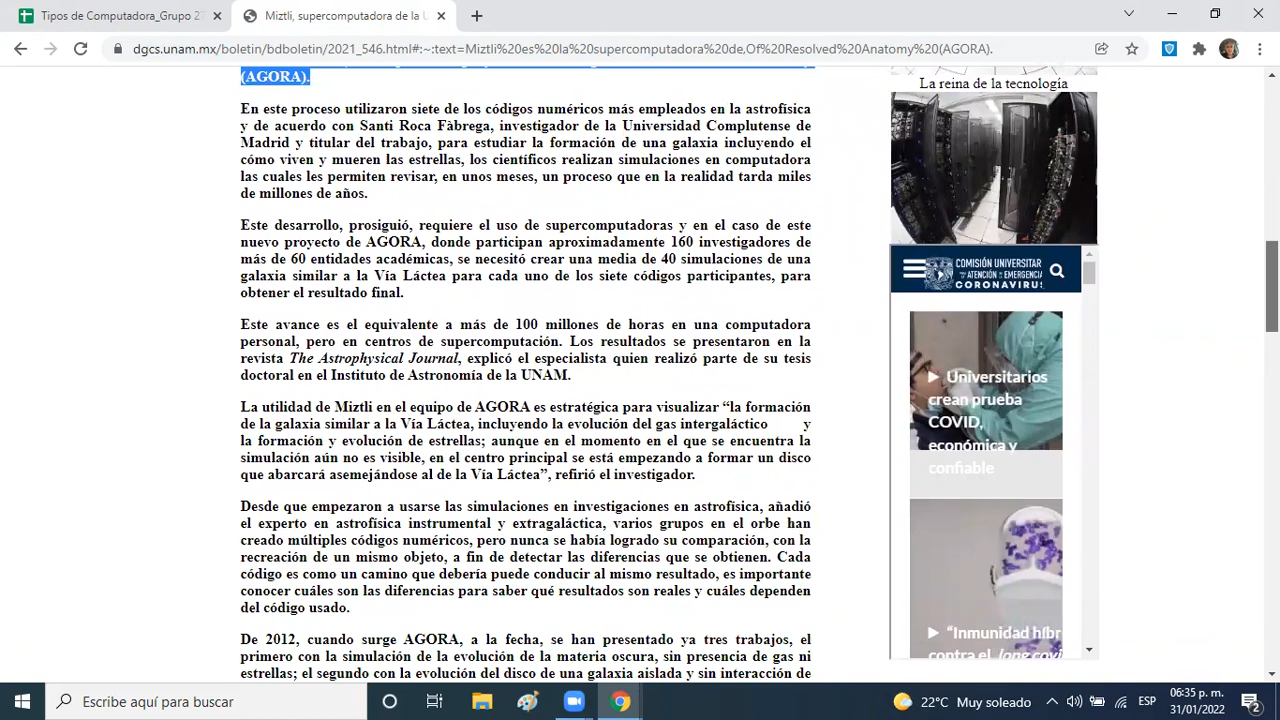 Tipos de Computadora_Grupo 27
Miztli, supercomputadora de la U
dgcs.unam.mx/boletin/bdboletin/2021_546.html#:~:text=Miztli%20es%20la%20supercomputadora%20de,Of%20Resolved%20Anatomy%20(AGORA).
(AGORA).
En este proceso utilizaron siete de los códigos numéricos más empleados en la astrofísica
y de acuerdo con Santi Roca Fàbrega, investigador de la Universidad Complutense de
Madrid y titular del trabajo, para estudiar la formación de una galaxia incluyendo el
cómo viven y mueren las estrellas, los científicos realizan simulaciones en computadora
las cuales les permiten revisar, en unos meses, un proceso que en la realidad tarda miles
de millones de años.
Este desarrollo, prosiguió, requiere el uso de supercomputadoras y en el caso de este
nuevo proyecto de AGORA, donde participan aproximadamente 160 investigadores de
más de 60 entidades académicas, se necesitó crear una media de 40 simulaciones de una
galaxia similar a la Vía Láctea para cada uno de los siete códigos participantes, para
obtener el resultado final.
Este avance es el equivalente a más de 100 millones de horas en una computadora
personal, pero en centros de supercomputación. Los resultados se presentaron en la
revista The Astrophysical Journal, explicó el especialista quien realizó parte de su tesis
doctoral en el Instituto de Astronomía de la UNAM.
La utilidad de Miztli en el equipo de AGORA es estratégica para visualizar “la formación
de la galaxia similar a la Vía Láctea, incluyendo la evolución del gas intergaláctico y
la formación y evolución de estrellas; aunque en el momento en el que se encuentra la
simulación aún no es visible, en el centro principal se está empezando a formar un disco
que abarcará asemejándose al de la Vía Láctea”, refirió el investigador.
Desde que empezaron a usarse las simulaciones en investigaciones en astrofísica, añadió
el experto en astrofísica instrumental y extragaláctica, varios grupos en el orbe han
creado múltiples códigos numéricos, pero nunca se había logrado su comparación, con la
recreación de un mismo objeto, a fin de detectar las diferencias que se obtienen. Cada
código es como un camino que debería puede conducir al mismo resultado, es importante
conocer cuáles son las diferencias para saber qué resultados son reales y cuáles dependen
del código usado.
De 2012, cuando surge AGORA, a la fecha, se han presentado ya tres trabajos, el
primero con la simulación de la evolución de la materia oscura, sin presencia de gas ni
estrellas; el segundo con la evolución del disco de una galaxia aislada y sin interacción de
La reina de la tecnología
COMISIÓN UNIVERSITAR
DE ATENCIÓN A LA EMERGENCIA
CORONAVIRUS
Universitarios
crean prueba
COVID,
económica y
confiable
“Inmunidad híbr
contra el long covi
Escribe aquí para buscar
22°C Muy soleado
ESP
06:35 p. m.
31/01/2022
2